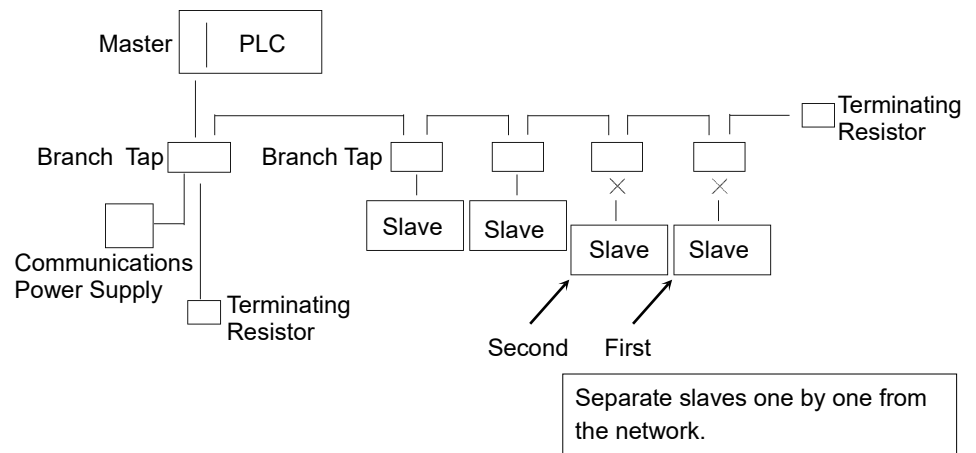 Master
PLC
Terminating
Resistor
Branch Tap
Branch Tap
Slave
Slave
Slave
Slave
Communications
Power Supply
Terminating
Resistor
Second
First
Separate slaves one by one from
the network.